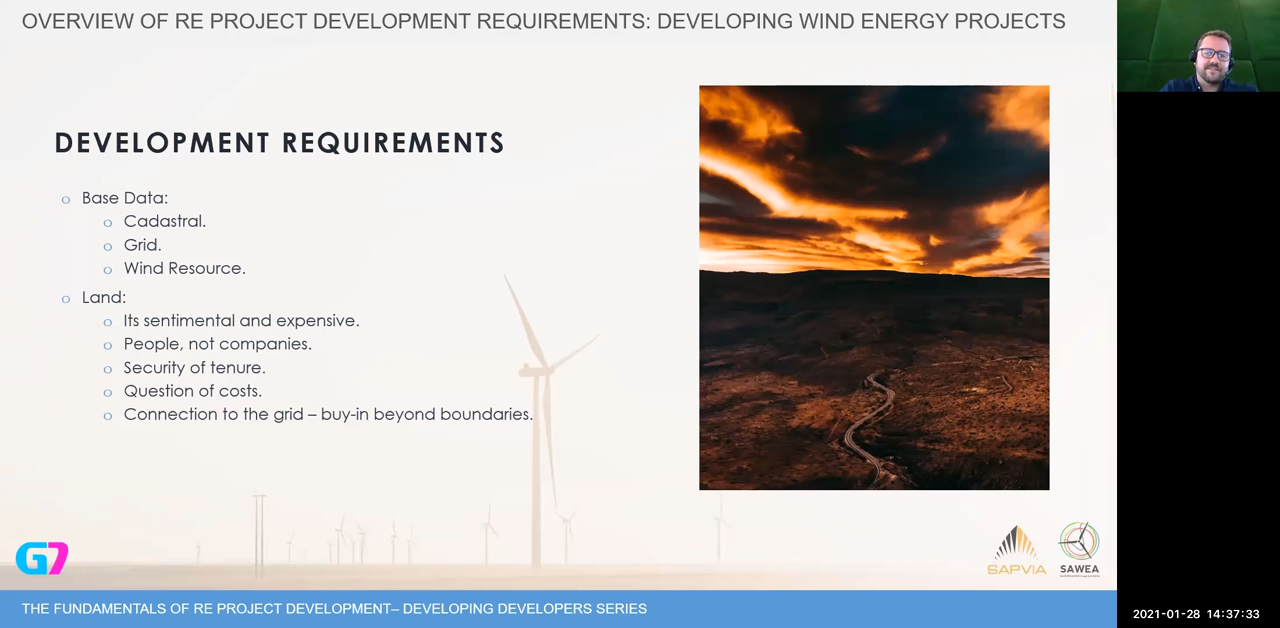 OVERVIEW OF RE PROJECT DEVELOPMENT REQUIREMENTS: DEVELOPING WIND ENERGY PROJECTS
DEVELOPMENT REQUIREMENTS
o Base Data:
o Cadastral.
o Grid.
o Wind Resource.
o Land:
o Its sentimental and expensive.
o People, not companies.
o Security of tenure.
o Question of costs.
o Connection to the grid – buy-in beyond boundaries.
G7
SAPVIA
SAWEA
THE FUNDAMENTALS OF RE PROJECT DEVELOPMENT– DEVELOPING DEVELOPERS SERIES
2021-01-28 14:37:33